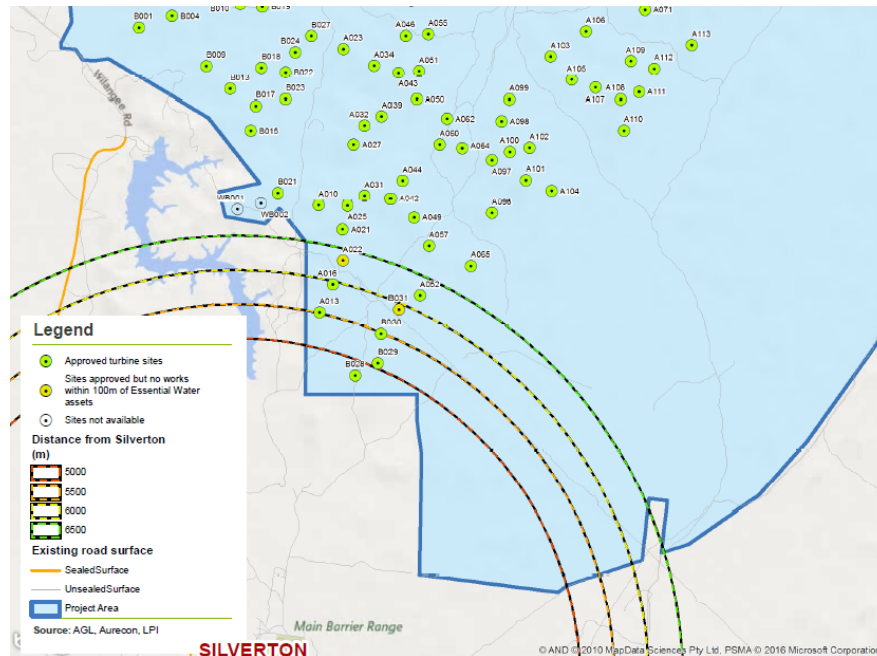 A071
B010
B019
B001
B004
A106
A113
B027
A046
A055
B024
A023
A103
A109
A112
B009
B018
B022
A034
A051
A105
B013
A043
A107
A108
A111
B017
B023
A050
A099
A032
A039
A062
A098
A110
B015
A027
A060
A064
A100
A102
A097
A044
A101
A104
Wilangee Rd
B021
WB001
WB002
A010
A031
A042
A025
A049
A096
A021
A057
A022
A065
A016
A052
B031
A013
B030
B029
B028
Legend
Approved turbine sites
Sites approved but no works
within 100m of Essential Water
assets
Sites not available
Distance from Silverton
(m)
5000
5500
6000
6500
Existing road surface
SealedSurface
UnsealedSurface
Project Area
Source: AGL, Aurecon, LPI
Main Barrier Range
SILVERTON
© AND © 2010 MapData Sciences Pty Ltd, PSMA © 2016 Microsoft Corporation